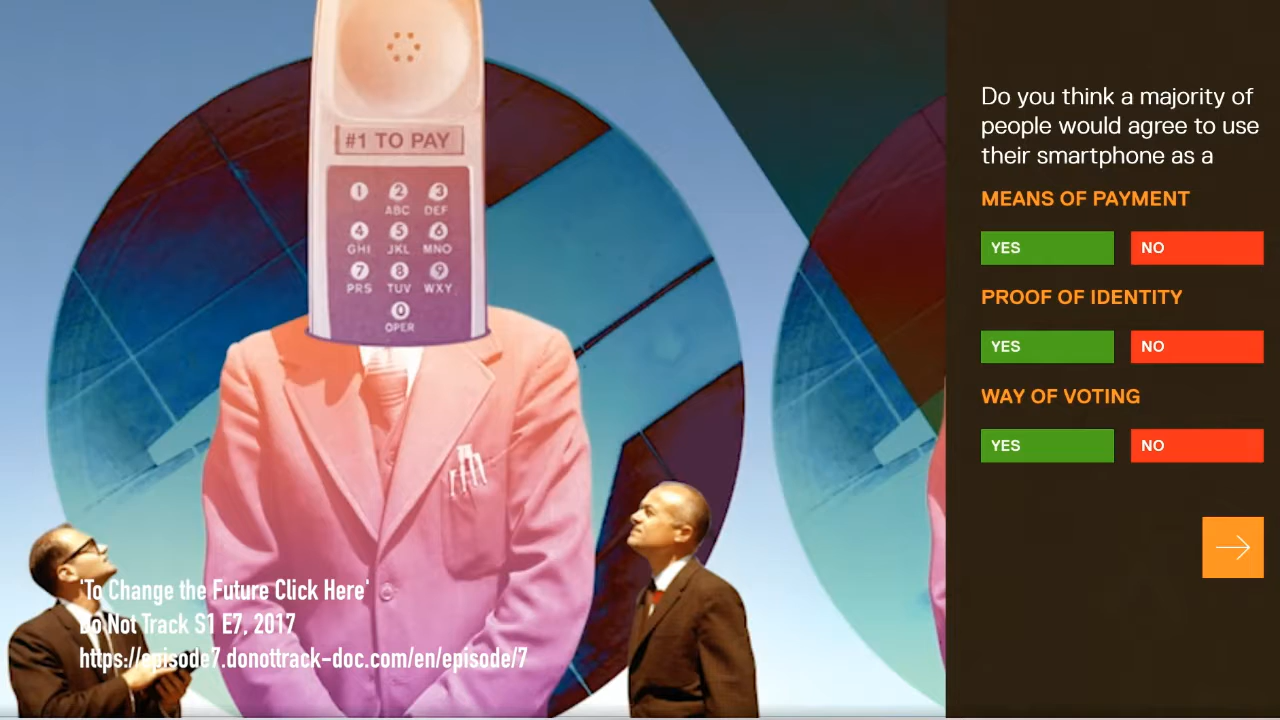 #1 TO PAY
1 2 3
ABC DEF
4 5 6
GHI JKL MNO
7 8 9
PRS TUV WXY
0
OPER
'To Change the Future Click Here'
Do Not Track S1 E7, 2017
https://episode7.donottrack-doc.com/en/episode/7
Do you think a majority of
people would agree to use
their smartphone as a
MEANS OF PAYMENT
YES NO
PROOF OF IDENTITY
YES NO
WAY OF VOTING
YES NO